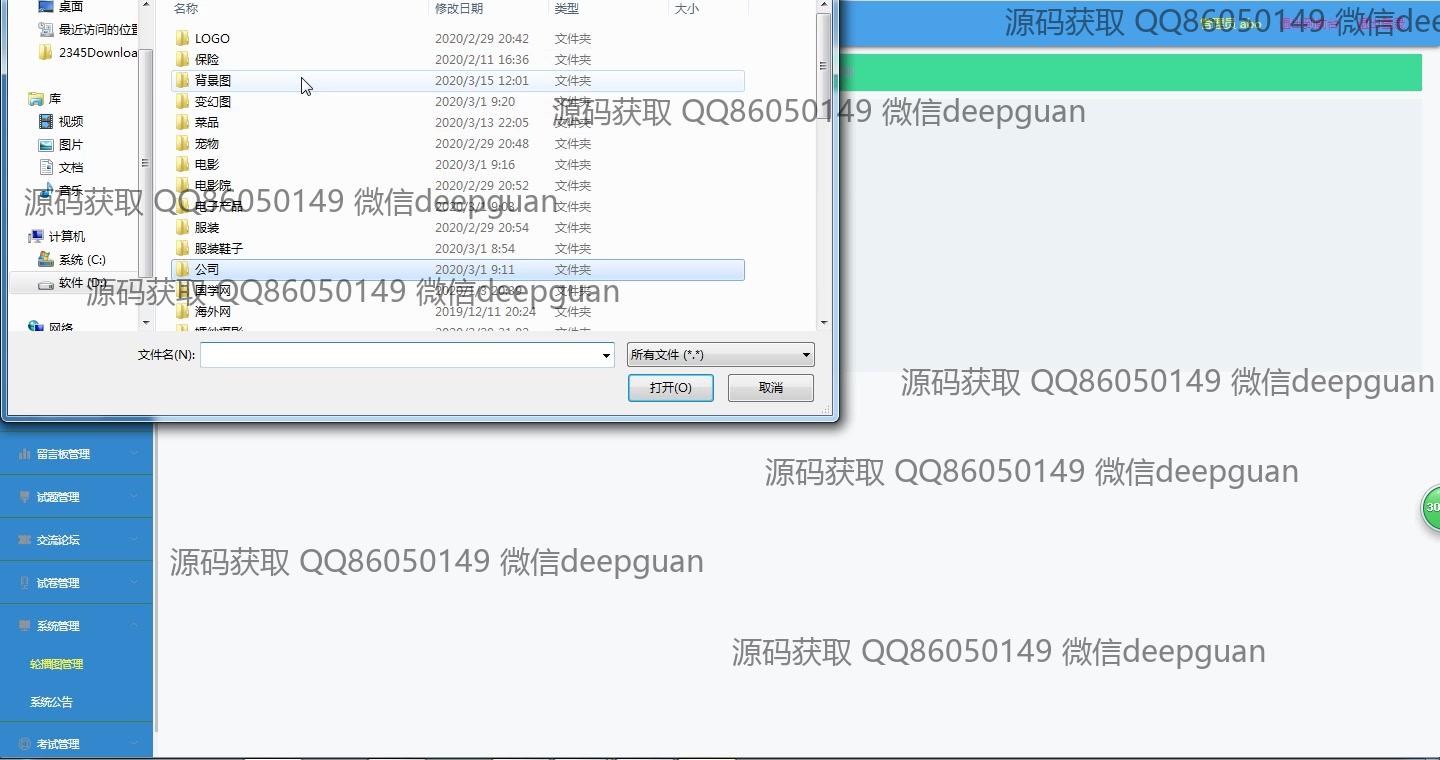 桌面
最近访问的位置
2345Downloa
库
视频
图片
文档
音乐
计算机
系统 (C:)
软件 (D:)
网络
名称 修改日期 类型 大小
LOGO 2020/2/29 20:42 文件夹
保险 2020/2/11 16:36 文件夹
背景图 2020/3/15 12:01 文件夹
变幻图 2020/3/1 9:20 文件夹
菜品 2020/3/13 22:05 文件夹
宠物 2020/2/29 20:48 文件夹
电影 2020/3/1 9:16 文件夹
电影院 2020/2/29 20:52 文件夹
电子产品 2020/3/1 9:03 文件夹
服装 2020/2/29 20:54 文件夹
服装鞋子 2020/3/1 8:54 文件夹
公司 2020/3/1 9:11 文件夹
国学网 2020/1/3 20:39 文件夹
海外网 2019/12/11 20:24 文件夹
文件名(N):
所有文件 (*.*)
打开(O) 取消
管理员 abo
留言板管理
试题管理
交流论坛
试卷管理
系统管理
轮播图管理
系统公告
考试管理
30
源码获取 QQ86050149 微信dee
源码获取 QQ86050149 微信deepguan
源码获取 QQ86050149 微信deepguan
源码获取 QQ86050149 微信deepguan
源码获取 QQ86050149 微信deepguan
源码获取 QQ86050149 微信deepguan
源码获取 QQ86050149 微信deepguan
源码获取 QQ86050149 微信deepguan